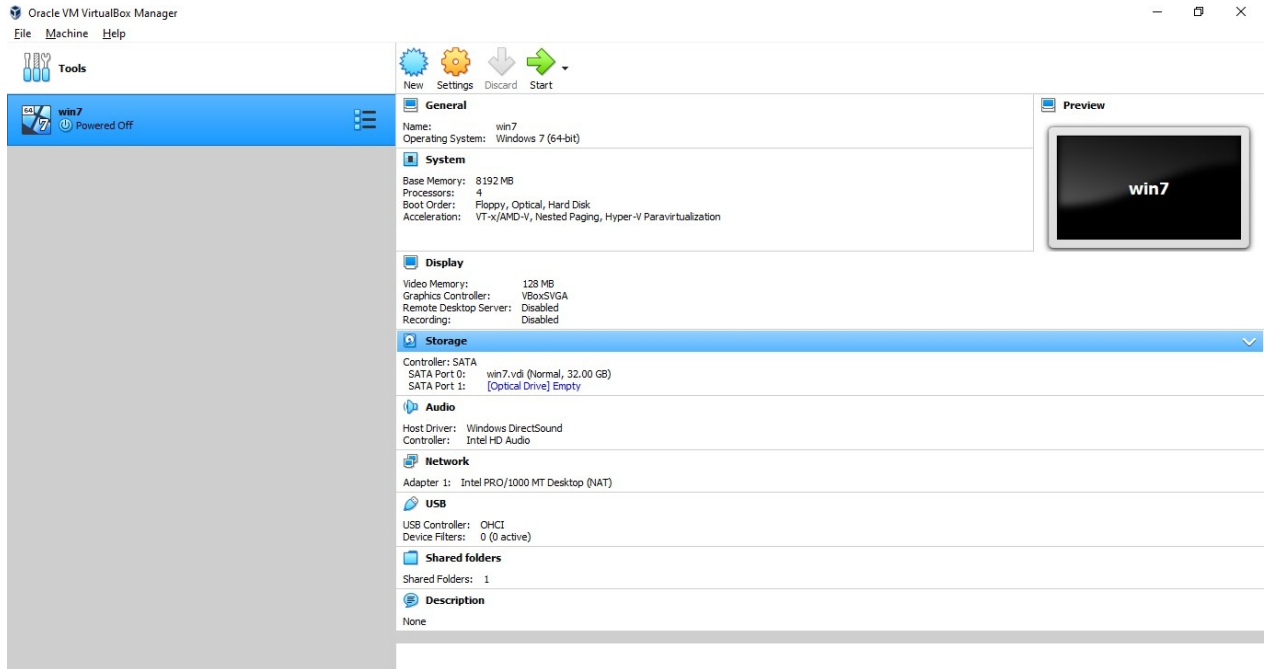 Oracle VM VirtualBox Manager
File Machine Help
Tools
New Settings Discard Start
64 7 win7
Powered Off
General
Name: win7
Operating System: Windows 7 (64-bit)
Preview
win7
System
Base Memory: 8192 MB
Processors: 4
Boot Order: Floppy, Optical, Hard Disk
Acceleration: VT-x/AMD-V, Nested Paging, Hyper-V Paravirtualization
Display
Video Memory: 128 MB
Graphics Controller: VBoxSVGA
Remote Desktop Server: Disabled
Recording: Disabled
Storage
Controller: SATA
SATA Port 0: win7.vdi (Normal, 32.00 GB)
SATA Port 1: [Optical Drive] Empty
Audio
Host Driver: Windows DirectSound
Controller: Intel HD Audio
Network
Adapter 1: Intel PRO/1000 MT Desktop (NAT)
USB
USB Controller: OHCI
Device Filters: 0 (0 active)
Shared folders
Shared Folders: 1
Description
None